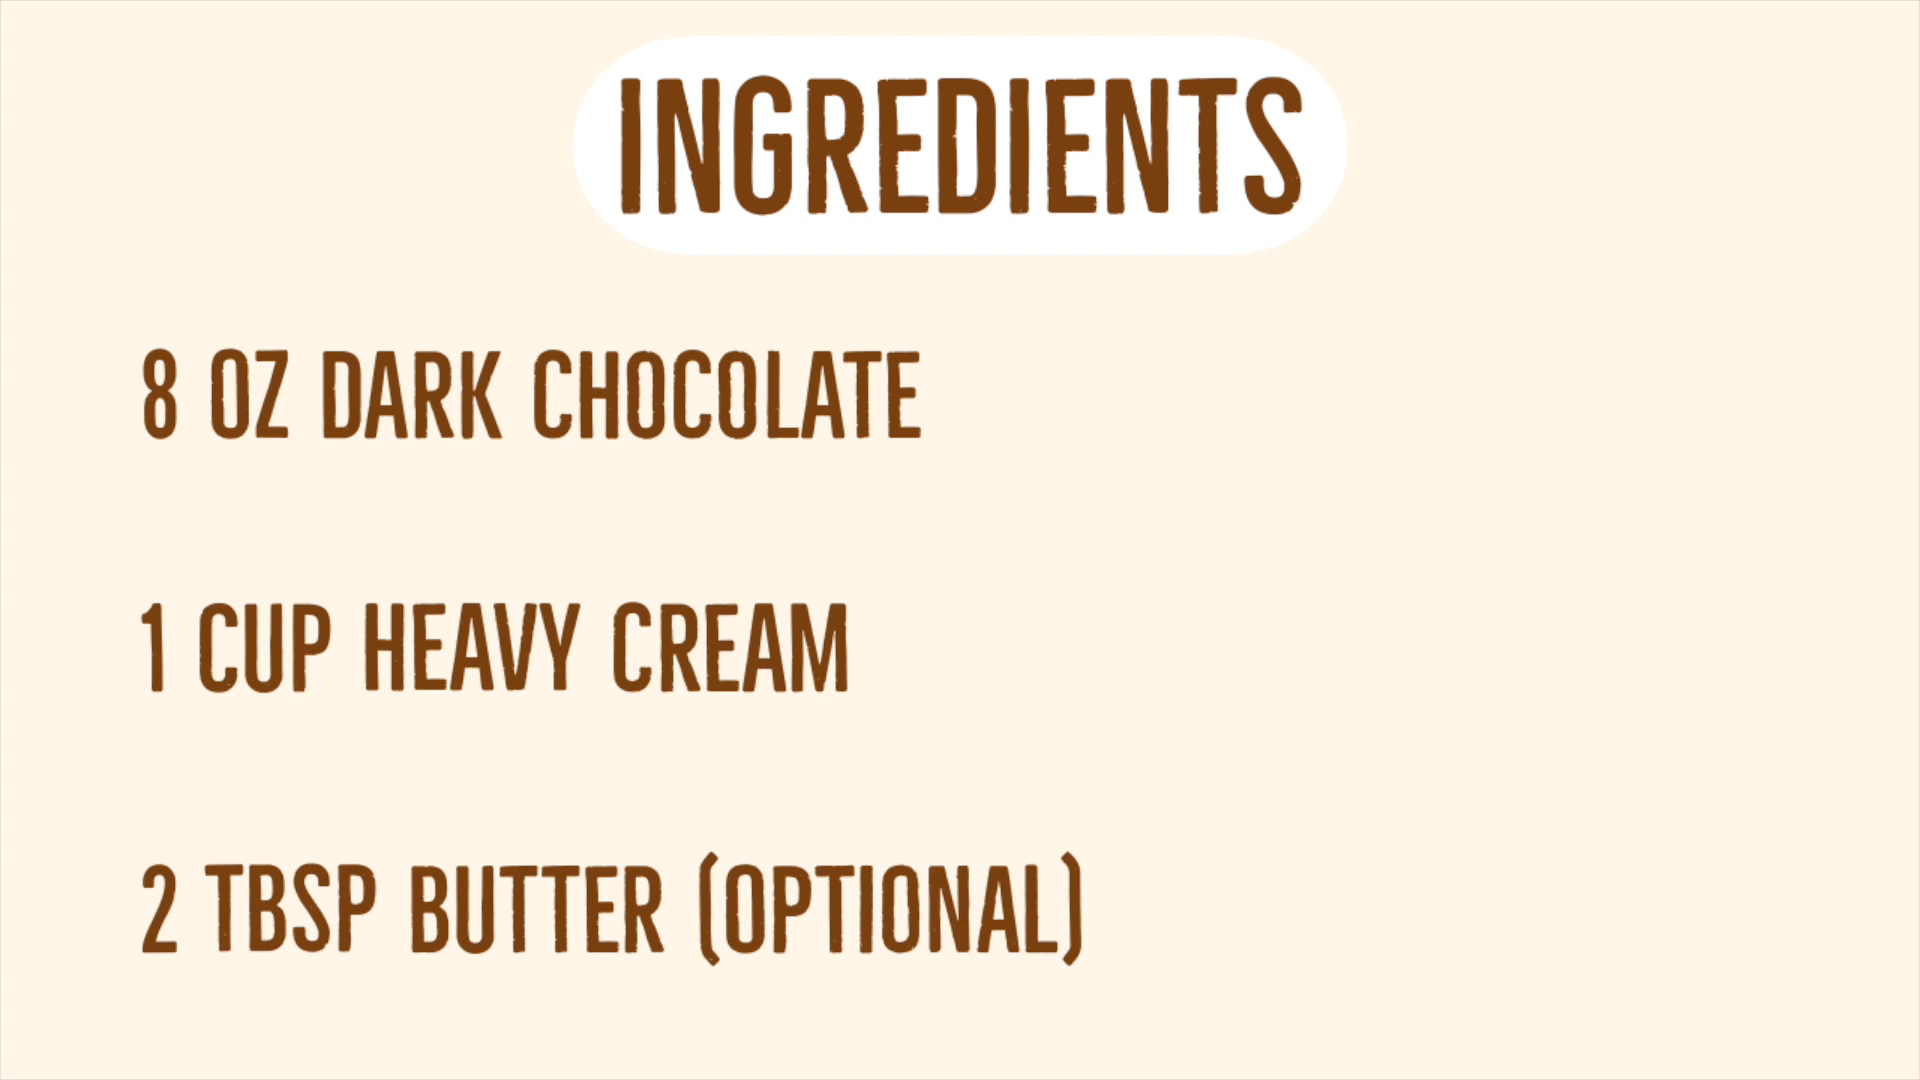 INGREDIENTS
8 OZ DARK CHOCOLATE
1 CUP HEAVY CREAM
2 TBSP BUTTER (OPTIONAL)